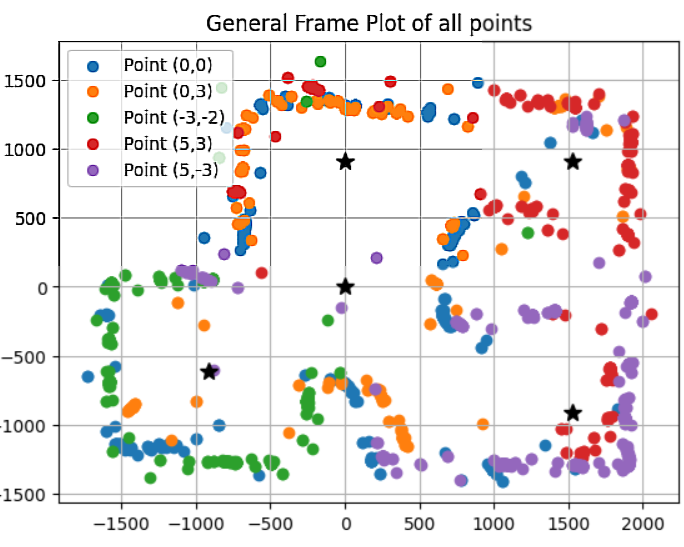 General Frame Plot of all points
Point (0,0)
Point (0,3)
Point (-3,-2)
Point (5,3)
Point (5,-3)
1500
1000
500
0
−500
−1000
−1500
−1500 −1000 −500 0 500 1000 1500 2000